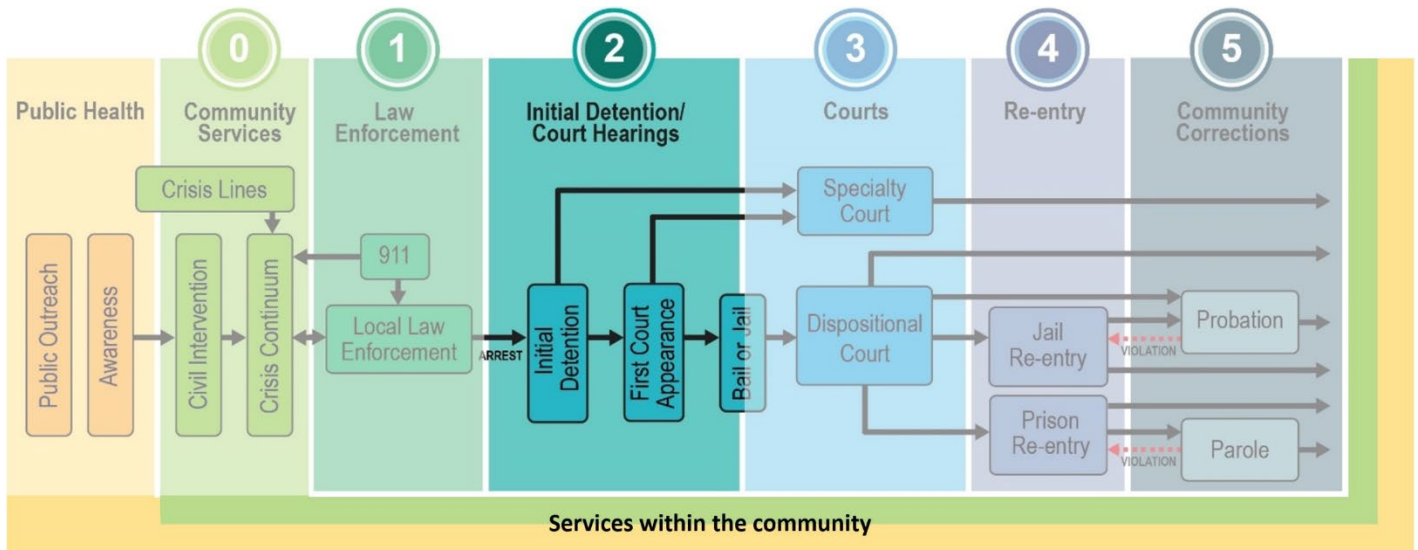 0
1
2
3
4
5
Public Health
Community
Services
Law
Enforcement
Initial Detention/
Court Hearings
Courts
Re-entry
Community
Corrections
Crisis Lines
Public Outreach
Awareness
Civil Intervention
Crisis Continuum
911
Local Law
Enforcement
ARREST
Initial
Detention
First Court
Appearance
Bail or Jail
Specialty
Court
Dispositional
Court
Jail
Re-entry
Prison
Re-entry
Probation
VIOLATION
Parole
VIOLATION
Services within the community